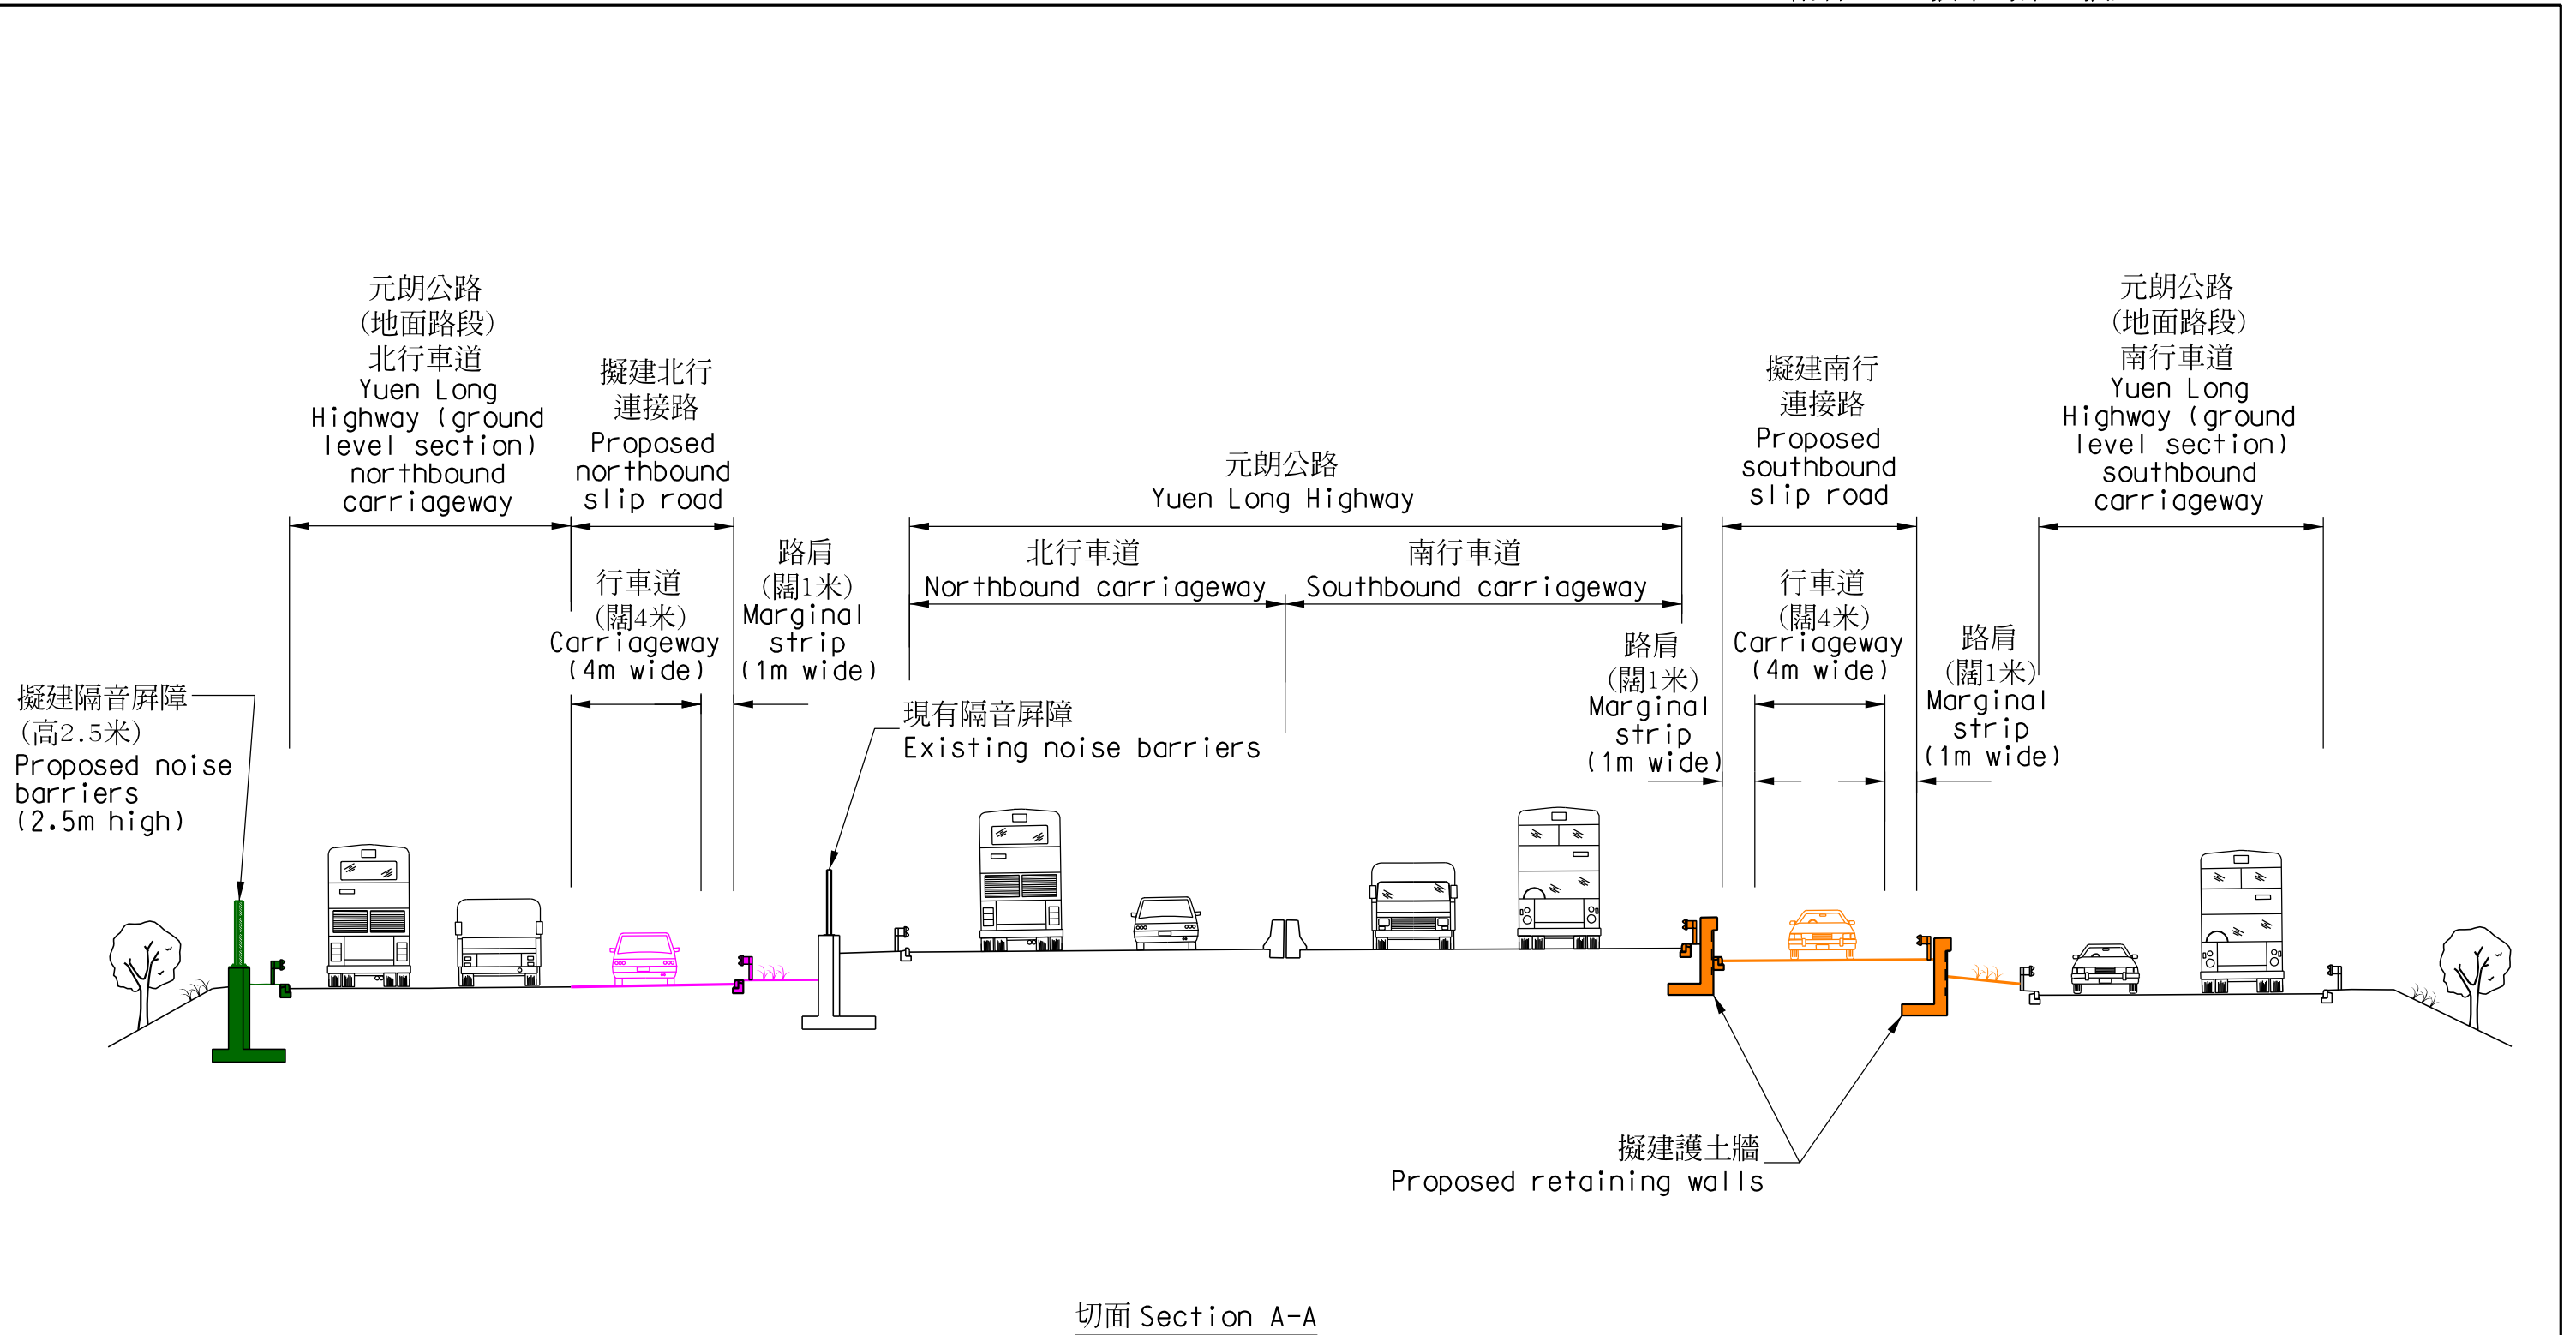 元朗公路
(地面路段)
北行車道
Yuen Long
Highway (ground
level section)
northbound
carriageway
擬建北行
連接路
Proposed
northbound
slip road
行車道
(闊4米)
Carriageway
(4m wide)
路肩
(闊1米)
Marginal
strip
(1m wide)
元朗公路
Yuen Long Highway
北行車道
Northbound carriageway
南行車道
Southbound carriageway
擬建南行
連接路
Proposed
southbound
slip road
路肩
(闊1米)
Marginal
strip
(1m wide)
行車道
(闊4米)
Carriageway
(4m wide)
路肩
(闊1米)
Marginal
strip
(1m wide)
元朗公路
(地面路段)
南行車道
Yuen Long
Highway (ground
level section)
southbound
carriageway
擬建隔音屏障
(高2.5米)
Proposed noise
barriers
(2.5m high)
現有隔音屏障
Existing noise barriers
擬建護土牆
Proposed retaining walls
切面 Section A-A